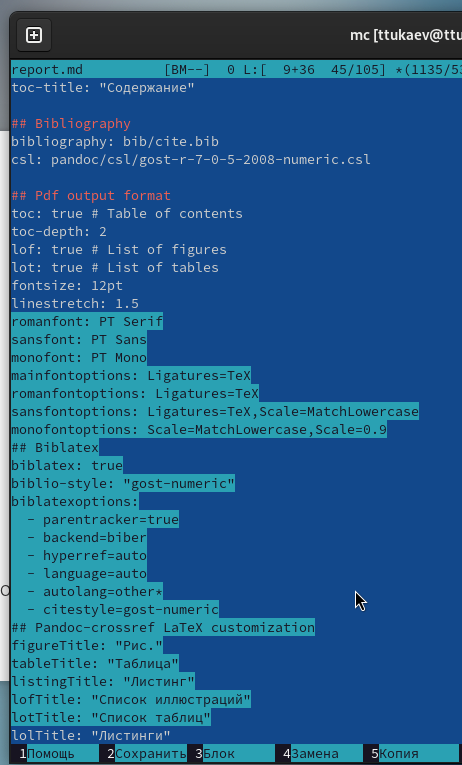 mc [ttukaev@ttu
report.md [BM--] 0 L:[ 9+36 45/105] *(1135/53
toc-title: "Содержание"
## Bibliography
bibliography: bib/cite.bib
csl: pandoc/csl/gost-r-7-0-5-2008-numeric.csl
## Pdf output format
toc: true # Table of contents
toc-depth: 2
lof: true # List of figures
lot: true # List of tables
fontsize: 12pt
linestretch: 1.5
romanfont: PT Serif
sansfont: PT Sans
monofont: PT Mono
mainfontoptions: Ligatures=TeX
romanfontoptions: Ligatures=TeX
sansfontoptions: Ligatures=TeX,Scale=MatchLowercase
monofontoptions: Scale=MatchLowercase,Scale=0.9
## Biblatex
biblatex: true
biblio-style: "gost-numeric"
biblatexoptions:
  - parentracker=true
  - backend=biber
  - hyperref=auto
  - language=auto
  - autolang=other*
  - citestyle=gost-numeric
## Pandoc-crossref LaTeX customization
figureTitle: "Рис."
tableTitle: "Таблица"
listingTitle: "Листинг"
lofTitle: "Список иллюстраций"
lotTitle: "Список таблиц"
lolTitle: "Листинги"
1Помощь 2Сохранить 3Блок 4Замена 5Копия